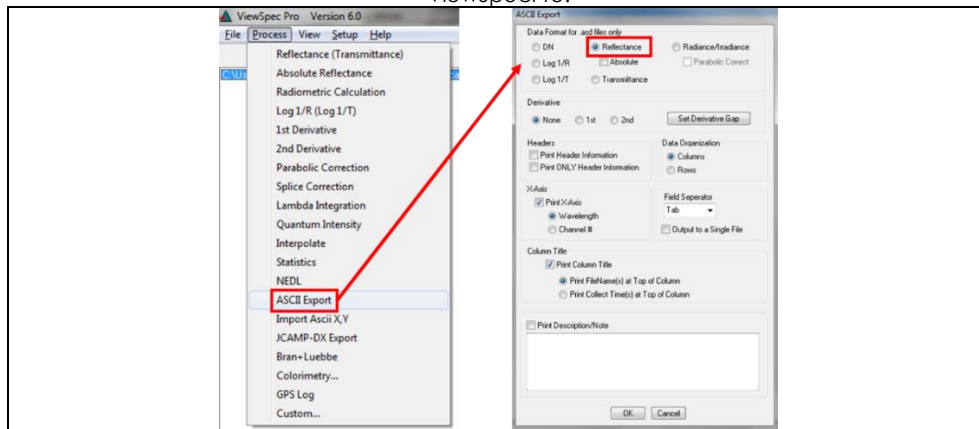 ViewSpecPro.
ViewSpec Pro Version 6.0
File Process View Setup Help
Reflectance (Transmittance)
Absolute Reflectance
Radiometric Calculation
Log 1/R (Log 1/T)
1st Derivative
2nd Derivative
Parabolic Correction
Splice Correction
Lambda Integration
Quantum Intensity
Interpolate
Statistics
NEDL
ASCII Export
Import Ascii X,Y
JCAMP-DX Export
Bran+Luebbe
Colorimetry...
GPS Log
Custom...
ASCII Export
Data Format for .asd files only
DN Reflectance Radiance/Irradiance
Log 1/R Absolute Parabolic Correct
Log 1/T Transmittance
Derivative
None 1st 2nd Set Derivative Gap
Headers Data Organization
Print Header Information Columns
Print ONLY Header Information Rows
X-Axis Field Seperator
Print X-Axis Tab
Wavelength
Channel # Output to a Single File
Column Title
Print Column Title
Print FileName(s) at Top of Column
Print Collect Time(s) at Top of Column
Print Description/Note
OK Cancel